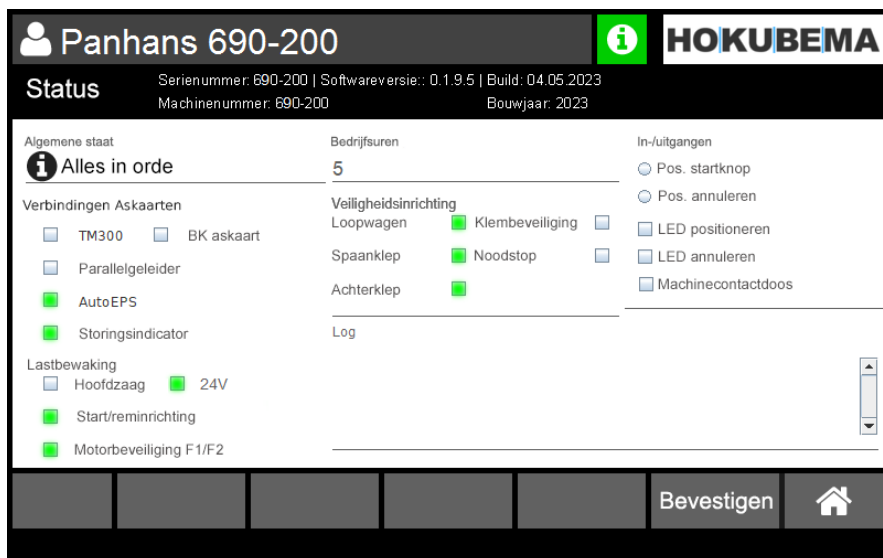 Panhans 690-200
HOKUBEMA
Status
Serienummer: 690-200 | Softwareversie:: 0.1.9.5 | Build: 04.05.2023
Machinenummer: 690-200 Bouwjaar: 2023
Algemene staat
Alles in orde
Verbindingen Askaarten
TM300 BK askaart
Parallelgeleider
AutoEPS
Storingsindicator
Lastbewaking
Hoofdzaag 24V
Start/reminrichting
Motorbeveiliging F1/F2
Bedrijfsuren
5
Veiligheidsinrichting
Loopwagen Klembeveiliging
Spaanklep Noodstop
Achterklep
Log
In-/uitgangen
Pos. startknop
Pos. annuleren
LED positioneren
LED annuleren
Machinecontactdoos
Bevestigen